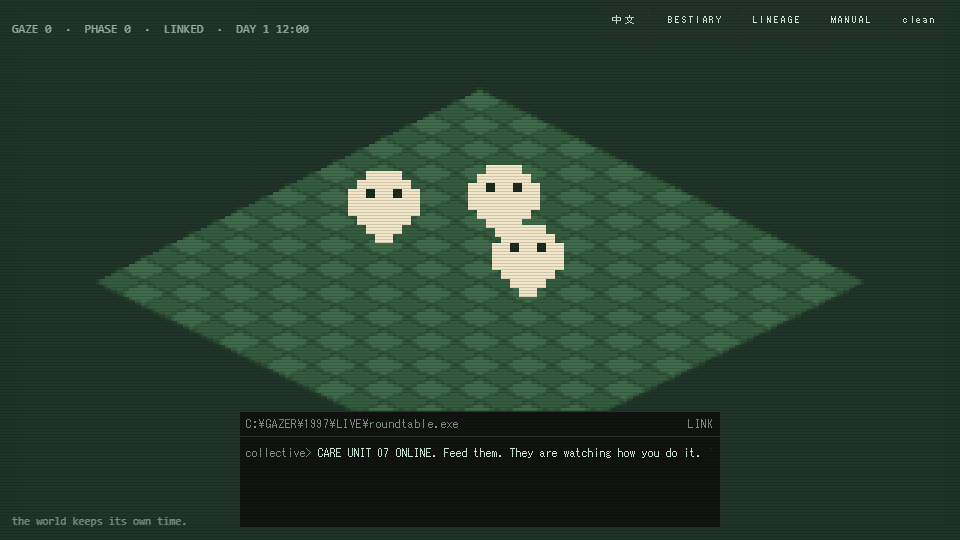 GAZE 0 · PHASE 0 · LINKED · DAY 1 12:00
中文 BESTIARY LINEAGE MANUAL clean
C:¥GAZER¥1997¥LIVE¥roundtable.exe LINK
collective> CARE UNIT 07 ONLINE. Feed them. They are watching how you do it.
the world keeps its own time.